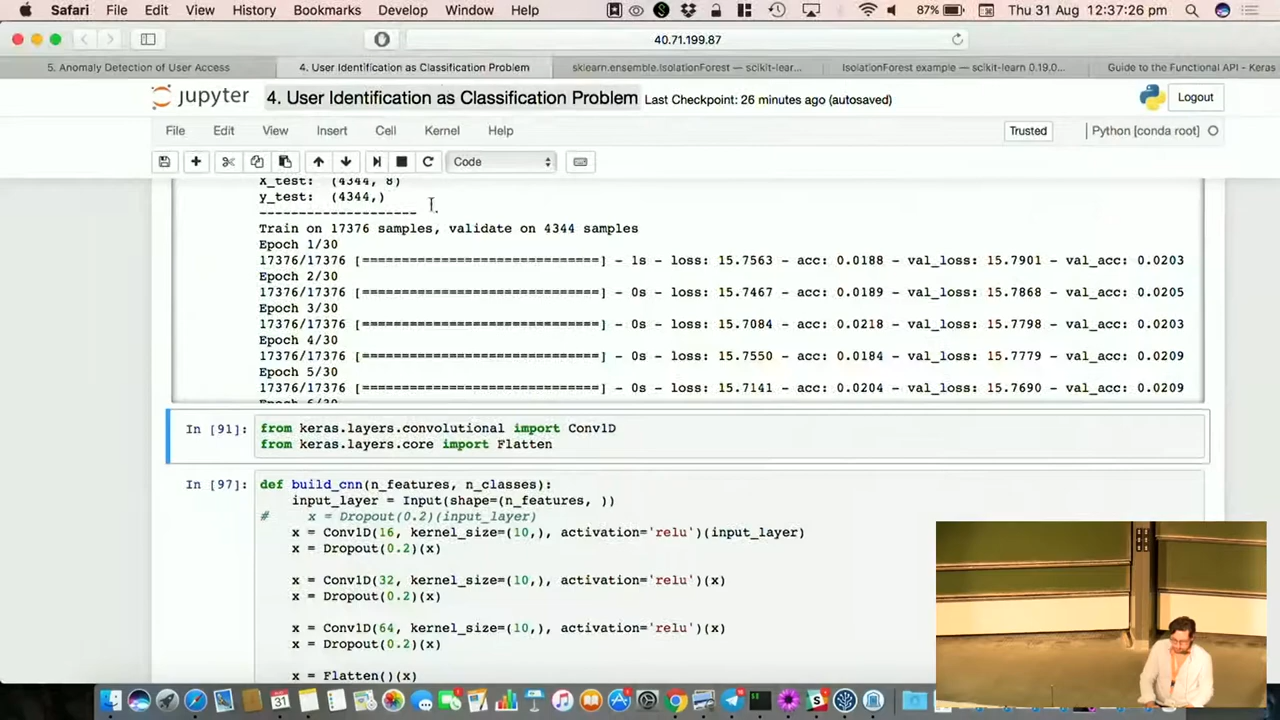 Safari File Edit View History Bookmarks Develop Window Help 87% Thu 31 Aug 12:37:26 pm
40.71.199.87
5. Anomaly Detection of User Access 4. User Identification as Classification Problem sklearn.ensemble.IsolationForest — scikit-lear... IsolationForest example — scikit-learn 0.19.0... Guide to the Functional API - Keras
jupyter 4. User Identification as Classification Problem Last Checkpoint: 26 minutes ago (autosaved) Logout
File Edit View Insert Cell Kernel Help Trusted Python [conda root]
Code
X_test: (4344, 8)
y_test: (4344,)
--------------------
Train on 17376 samples, validate on 4344 samples
Epoch 1/30
17376/17376 [==============================] - 1s - loss: 15.7563 - acc: 0.0188 - val_loss: 15.7901 - val_acc: 0.0203
Epoch 2/30
17376/17376 [==============================] - 0s - loss: 15.7467 - acc: 0.0189 - val_loss: 15.7868 - val_acc: 0.0205
Epoch 3/30
17376/17376 [==============================] - 0s - loss: 15.7084 - acc: 0.0218 - val_loss: 15.7798 - val_acc: 0.0203
Epoch 4/30
17376/17376 [==============================] - 0s - loss: 15.7550 - acc: 0.0184 - val_loss: 15.7779 - val_acc: 0.0209
Epoch 5/30
17376/17376 [==============================] - 0s - loss: 15.7141 - acc: 0.0204 - val_loss: 15.7690 - val_acc: 0.0209
Epoch 6/30
In [91]: from keras.layers.convolutional import Conv1D
from keras.layers.core import Flatten
In [97]: def build_cnn(n_features, n_classes):
input_layer = Input(shape=(n_features, ))
# x = Dropout(0.2)(input_layer)
x = Conv1D(16, kernel_size=(10,), activation='relu')(input_layer)
x = Dropout(0.2)(x)
x = Conv1D(32, kernel_size=(10,), activation='relu')(x)
x = Dropout(0.2)(x)
x = Conv1D(64, kernel_size=(10,), activation='relu')(x)
x = Dropout(0.2)(x)
x = Flatten()(x)